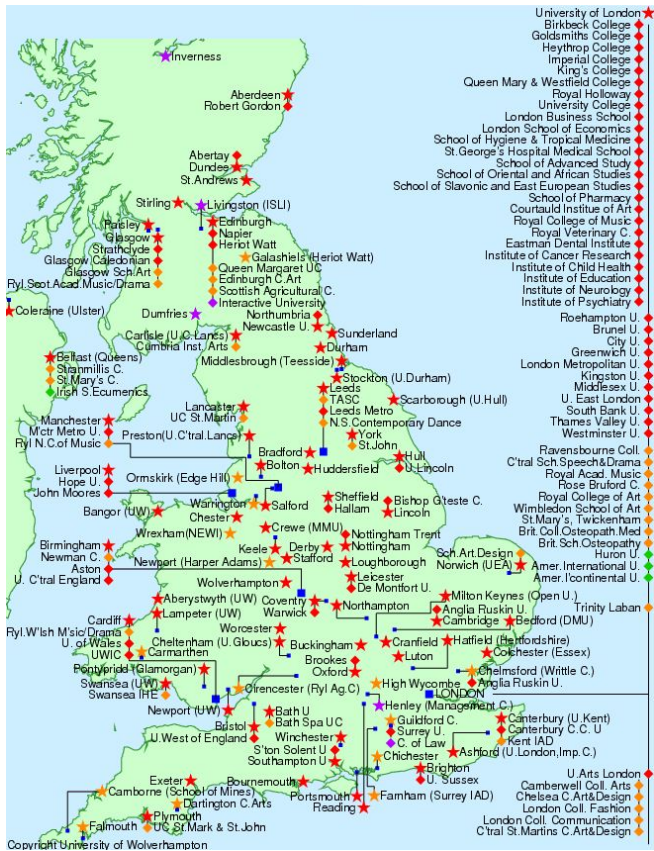 University of London
Birkbeck College
Goldsmiths College
Heythrop College
Imperial College
King's College
Queen Mary & Westfield College
Royal Holloway
University College
London Business School
London School of Economics
School of Hygiene & Tropical Medicine
St.George's Hospital Medical School
School of Advanced Study
School of Oriental and African Studies
School of Slavonic and East European Studies
School of Pharmacy
Courtauld Institue of Art
Royal College of Music
Royal Veterinary C.
Eastman Dental Institute
Institute of Cancer Research
Institute of Child Health
Institute of Education
Institute of Neurology
Institute of Psychiatry
Roehampton U.
Brunel U.
City U.
Greenwich U.
London Metropolitan U.
Kingston U.
Middlesex U.
U. East London
South Bank U.
Thames Valley U.
Westminster U.
Ravensbourne Coll.
C'tral Sch.Speech&Drama
Royal Acad. Music
Rose Bruford C.
Royal College of Art
Wimbledon School of Art
St.Mary's, Twickenham
Brit.Coll.Osteopath.Med
Brit.Sch.Osteopathy
Huron U.
Amer.International U.
Amer.I'continental U.
Trinity Laban
U.Arts London
Camberwell Coll. Arts
Chelsea C.Art&Design
London Coll. Fashion
London Coll. Communication
C'tral St.Martins C.Art&Design
Inverness
Aberdeen
Robert Gordon
Abertay
Dundee
St.Andrews
Stirling
Livingston (ISLI)
Paisley
Glasgow
Strathclyde
Glasgow Caledonian
Glasgow Sch.Art
Ryl.Scot.Acad.Music/Drama
Edinburgh
Napier
Heriot Watt
Galashiels (Heriot Watt)
Queen Margaret UC
Edinburgh C.Art
Scottish Agricultural C.
Interactive University
Coleraine (Ulster)
Dumfries
Northumbria
Newcastle U.
Sunderland
Carlisle (U.C.Lancs)
Cumbria Inst. Arts
Durham
Middlesbrough (Teesside)
Stockton (U.Durham)
Belfast (Queens)
Stranmillis C.
St.Mary's C.
Irish S.Ecumenics
Leeds
TASC
Leeds Metro
N.S.Contemporary Dance
Scarborough (U.Hull)
Lancaster
UC St.Martin
Manchester
M'ctr Metro U.
Ryl N.C.of Music
Preston(U.C'tral.Lancs)
York
St.John
Bradford
Bolton
Huddersfield
Hull
U.Lincoln
Liverpool
Hope U.
John Moores
Ormskirk (Edge Hill)
Bangor (UW)
Warrington
Salford
Sheffield
Hallam
Bishop G'teste C.
Lincoln
Chester
Crewe (MMU)
Wrexham(NEWI)
Nottingham Trent
Nottingham
Birmingham
Newman C.
Aston
U. C'tral England
Keele
Derby
Stafford
Newport (Harper Adams)
Loughborough
Sch.Art.Design
Norwich (UEA)
Leicester
De Montfort U.
Wolverhampton
Aberystwyth (UW)
Lampeter (UW)
Coventry
Warwick
Northampton
Milton Keynes (Open U.)
Anglia Ruskin U.
Cambridge
Bedford (DMU)
Cardiff
Ryl.W'lsh M'sic/Drama
U. of Wales
UWIC
Carmarthen
Worcester
Cheltenham (U.Gloucs)
Buckingham
Cranfield
Hatfield (Hertfordshire)
Luton
Colchester (Essex)
Pontypridd (Glamorgan)
Brookes
Oxford
Chelmsford (Writtle C.)
Anglia Ruskin U.
Swansea (UW)
Swansea IHE
Cirencester (Ryl Ag.C)
High Wycombe
LONDON
Newport (UW)
Henley (Management C.)
Bristol
U.West of England
Bath U
Bath Spa UC
Guildford C.
Surrey U.
C. of Law
Canterbury (U.Kent)
Canterbury C.C. U
Kent IAD
Winchester
S'ton Solent U
Southampton U
Chichester
Ashford (U.London,Imp.C.)
Brighton
U. Sussex
Exeter
Bournemouth
Camborne (School of Mines)
Dartington C.Arts
Portsmouth
Reading
Farnham (Surrey IAD)
Plymouth
UC St.Mark & St.John
Falmouth
Copyright University of Wolverhampton